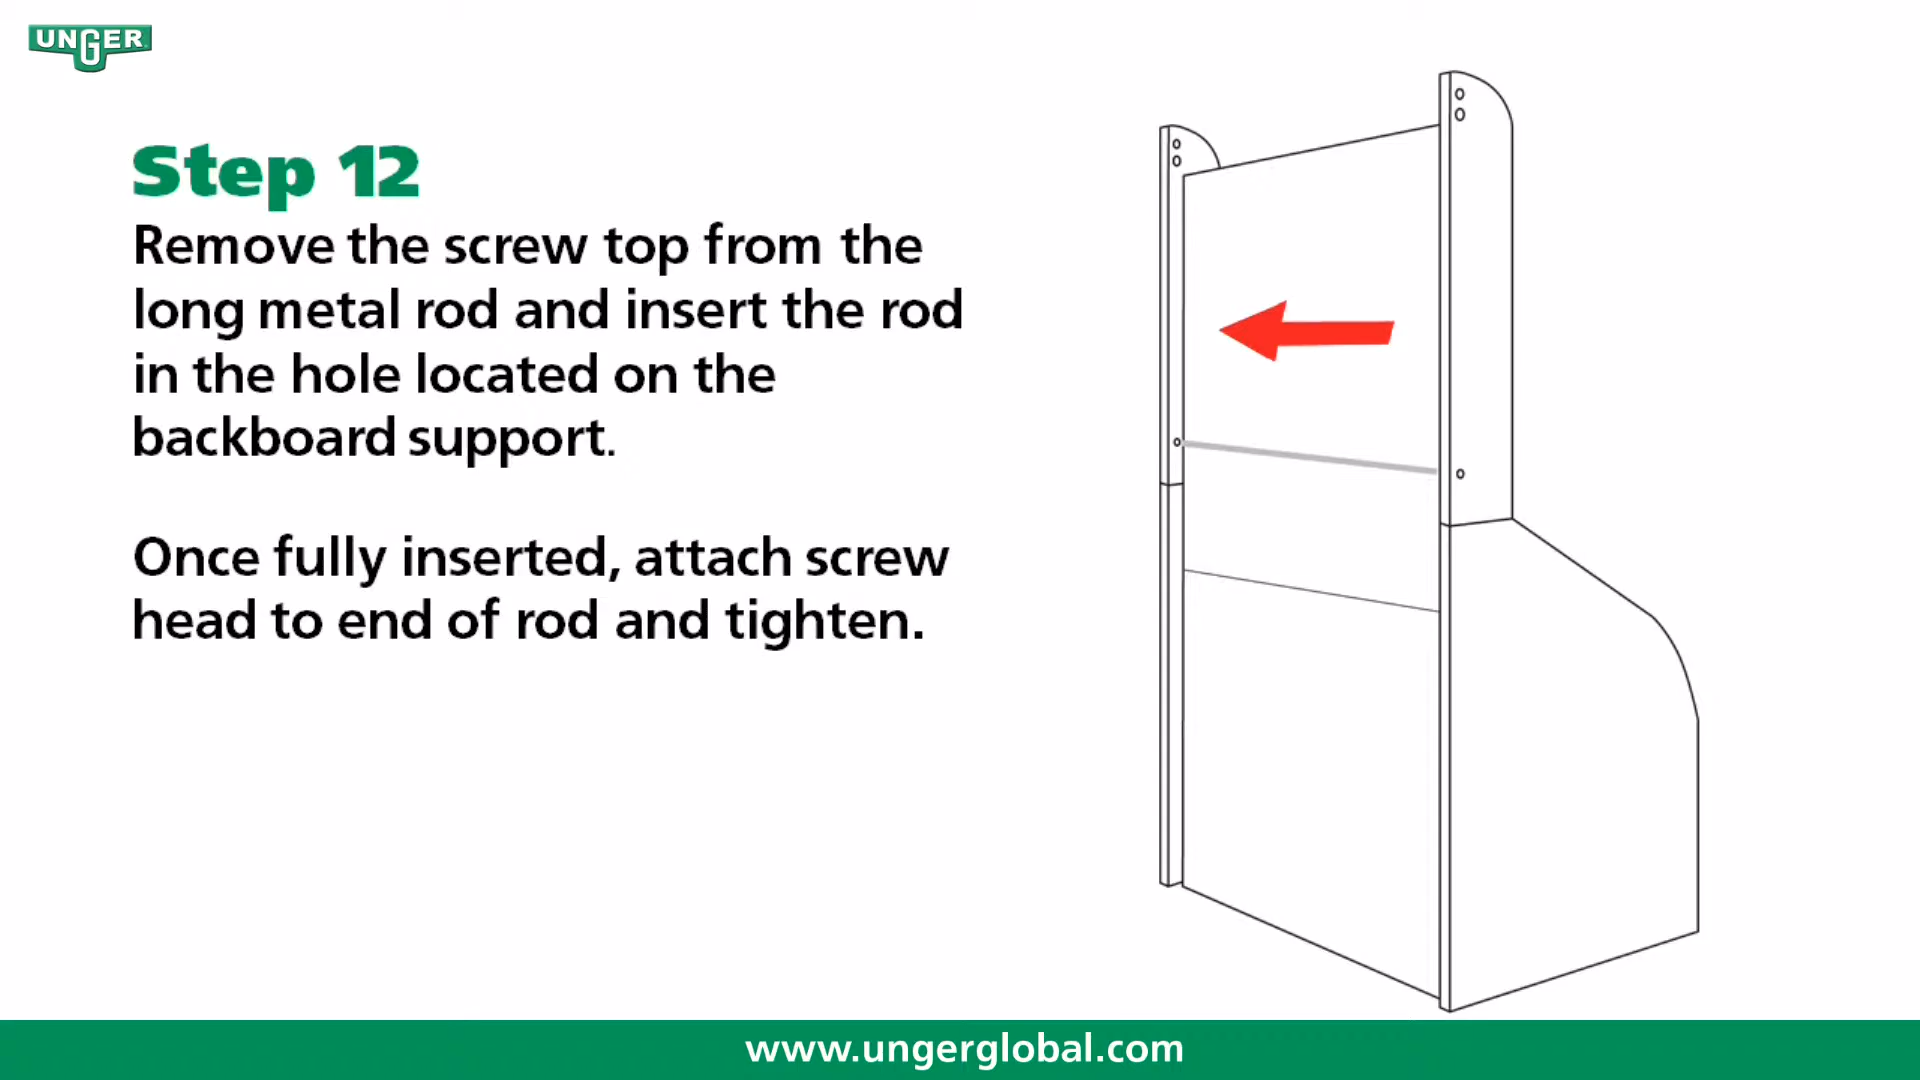 UNGER
Step 12
Remove the screw top from the
long metal rod and insert the rod
in the hole located on the
backboard support.
Once fully inserted, attach screw
head to end of rod and tighten.
www.ungerglobal.com